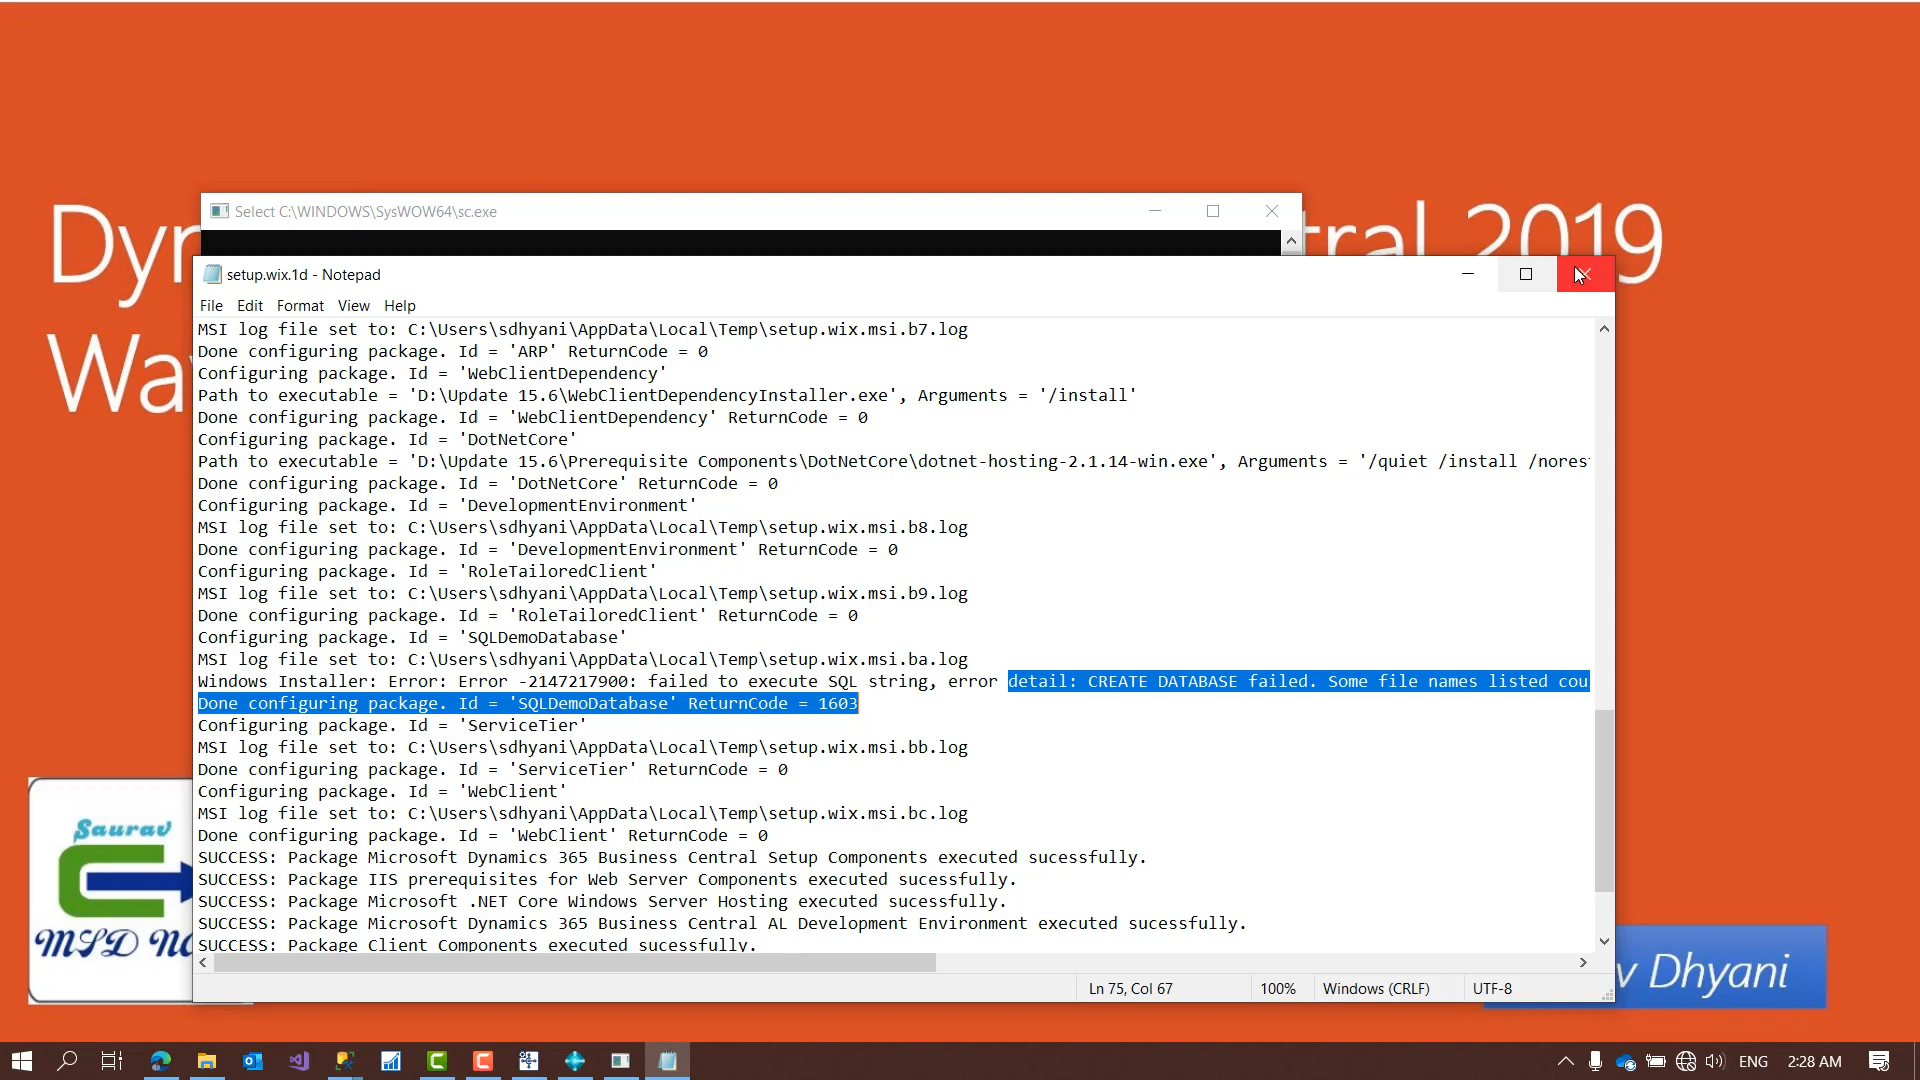 Dyn
tral 2019
Wa
Select C:\WINDOWS\SysWOW64\sc.exe
setup.wix.1d - Notepad
File Edit Format View Help
MSI log file set to: C:\Users\sdhyani\AppData\Local\Temp\setup.wix.msi.b7.log
Done configuring package. Id = 'ARP' ReturnCode = 0
Configuring package. Id = 'WebClientDependency'
Path to executable = 'D:\Update 15.6\WebClientDependencyInstaller.exe', Arguments = '/install'
Done configuring package. Id = 'WebClientDependency' ReturnCode = 0
Configuring package. Id = 'DotNetCore'
Path to executable = 'D:\Update 15.6\Prerequisite Components\DotNetCore\dotnet-hosting-2.1.14-win.exe', Arguments = '/quiet /install /nores
Done configuring package. Id = 'DotNetCore' ReturnCode = 0
Configuring package. Id = 'DevelopmentEnvironment'
MSI log file set to: C:\Users\sdhyani\AppData\Local\Temp\setup.wix.msi.b8.log
Done configuring package. Id = 'DevelopmentEnvironment' ReturnCode = 0
Configuring package. Id = 'RoleTailoredClient'
MSI log file set to: C:\Users\sdhyani\AppData\Local\Temp\setup.wix.msi.b9.log
Done configuring package. Id = 'RoleTailoredClient' ReturnCode = 0
Configuring package. Id = 'SQLDemoDatabase'
MSI log file set to: C:\Users\sdhyani\AppData\Local\Temp\setup.wix.msi.ba.log
Windows Installer: Error: Error -2147217900: failed to execute SQL string, error detail: CREATE DATABASE failed. Some file names listed cou
Done configuring package. Id = 'SQLDemoDatabase' ReturnCode = 1603
Configuring package. Id = 'ServiceTier'
MSI log file set to: C:\Users\sdhyani\AppData\Local\Temp\setup.wix.msi.bb.log
Done configuring package. Id = 'ServiceTier' ReturnCode = 0
Configuring package. Id = 'WebClient'
MSI log file set to: C:\Users\sdhyani\AppData\Local\Temp\setup.wix.msi.bc.log
Done configuring package. Id = 'WebClient' ReturnCode = 0
SUCCESS: Package Microsoft Dynamics 365 Business Central Setup Components executed sucessfully.
SUCCESS: Package IIS prerequisites for Web Server Components executed sucessfully.
SUCCESS: Package Microsoft .NET Core Windows Server Hosting executed sucessfully.
SUCCESS: Package Microsoft Dynamics 365 Business Central AL Development Environment executed sucessfully.
SUCCESS: Package Client Components executed sucessfully.
Ln 75, Col 67 100% Windows (CRLF) UTF-8
Saurav
MSD N
v Dhyani
ENG 2:28 AM